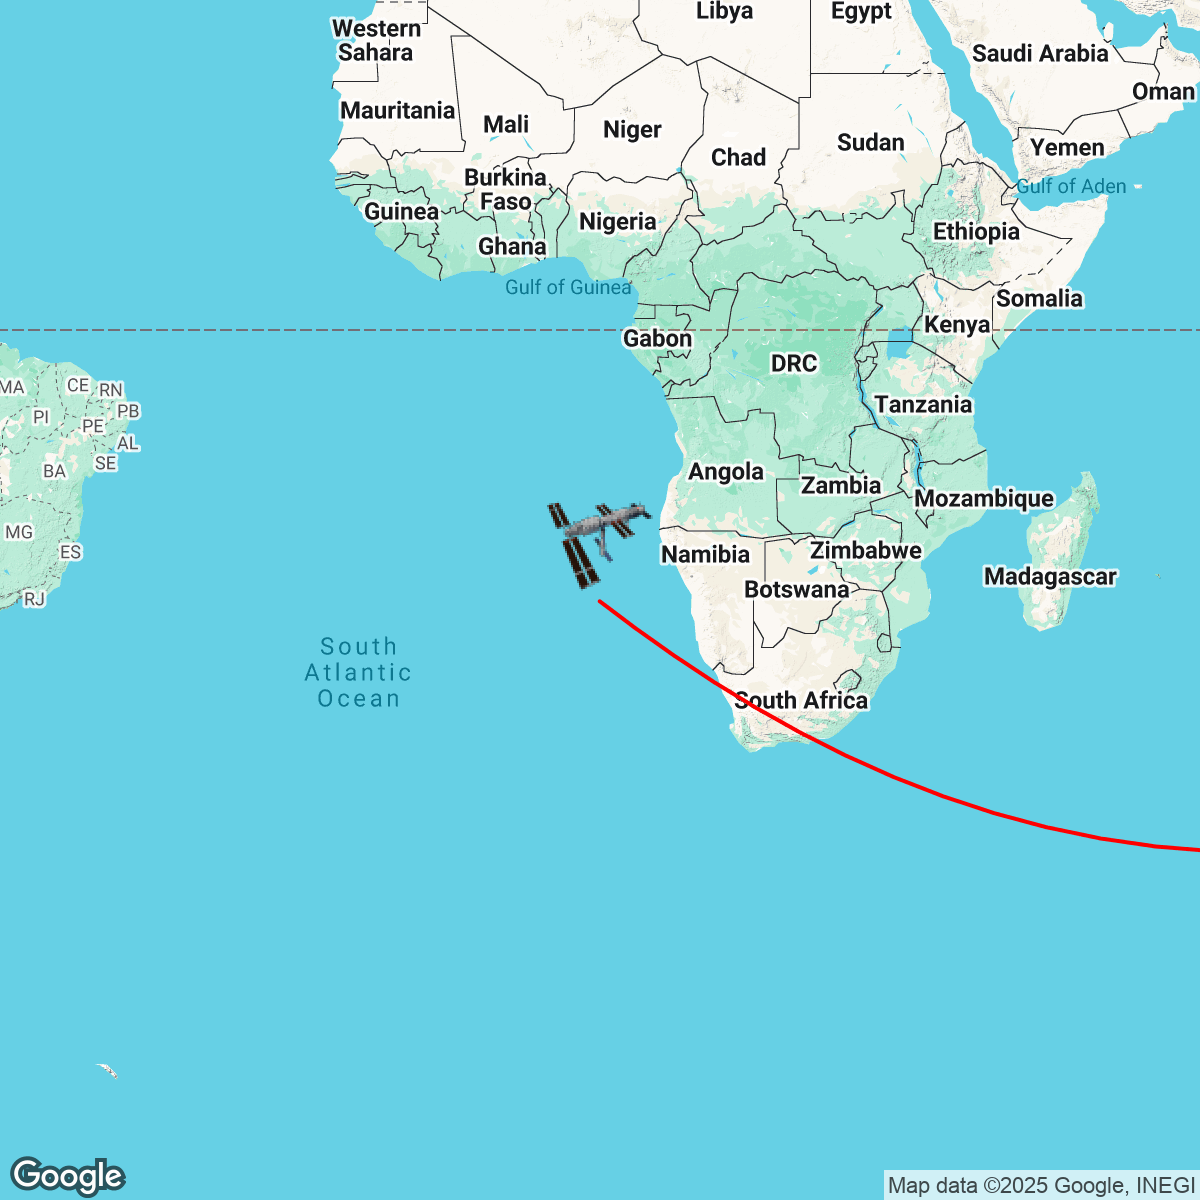 Libya
Egypt
Western
Sahara
Saudi Arabia
Oman
Mauritania
Mali
Niger
Chad
Sudan
Yemen
Burkina
Faso
Gulf of Aden
Guinea
Nigeria
Ethiopia
Ghana
Gulf of Guinea
Somalia
Kenya
Gabon
DRC
MA
CE
RN
PI
PE
PB
AL
Tanzania
BA
SE
Angola
Zambia
Mozambique
MG
ES
Namibia
Zimbabwe
Botswana
Madagascar
RJ
South
Atlantic
Ocean
South Africa
Google
Map data ©2025 Google, INEGI